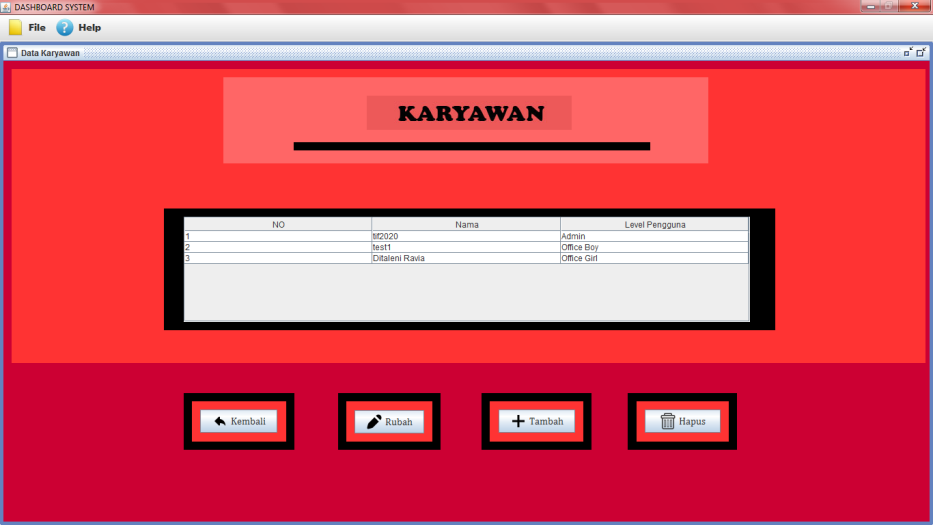 DASHBOARD SYSTEM
File Help
Data Karyawan
KARYAWAN
NO Nama Level Pengguna
1 tif2020 Admin
2 test1 Office Boy
3 Ditaleni Ravia Office Girl
Kembali Rubah Tambah Hapus